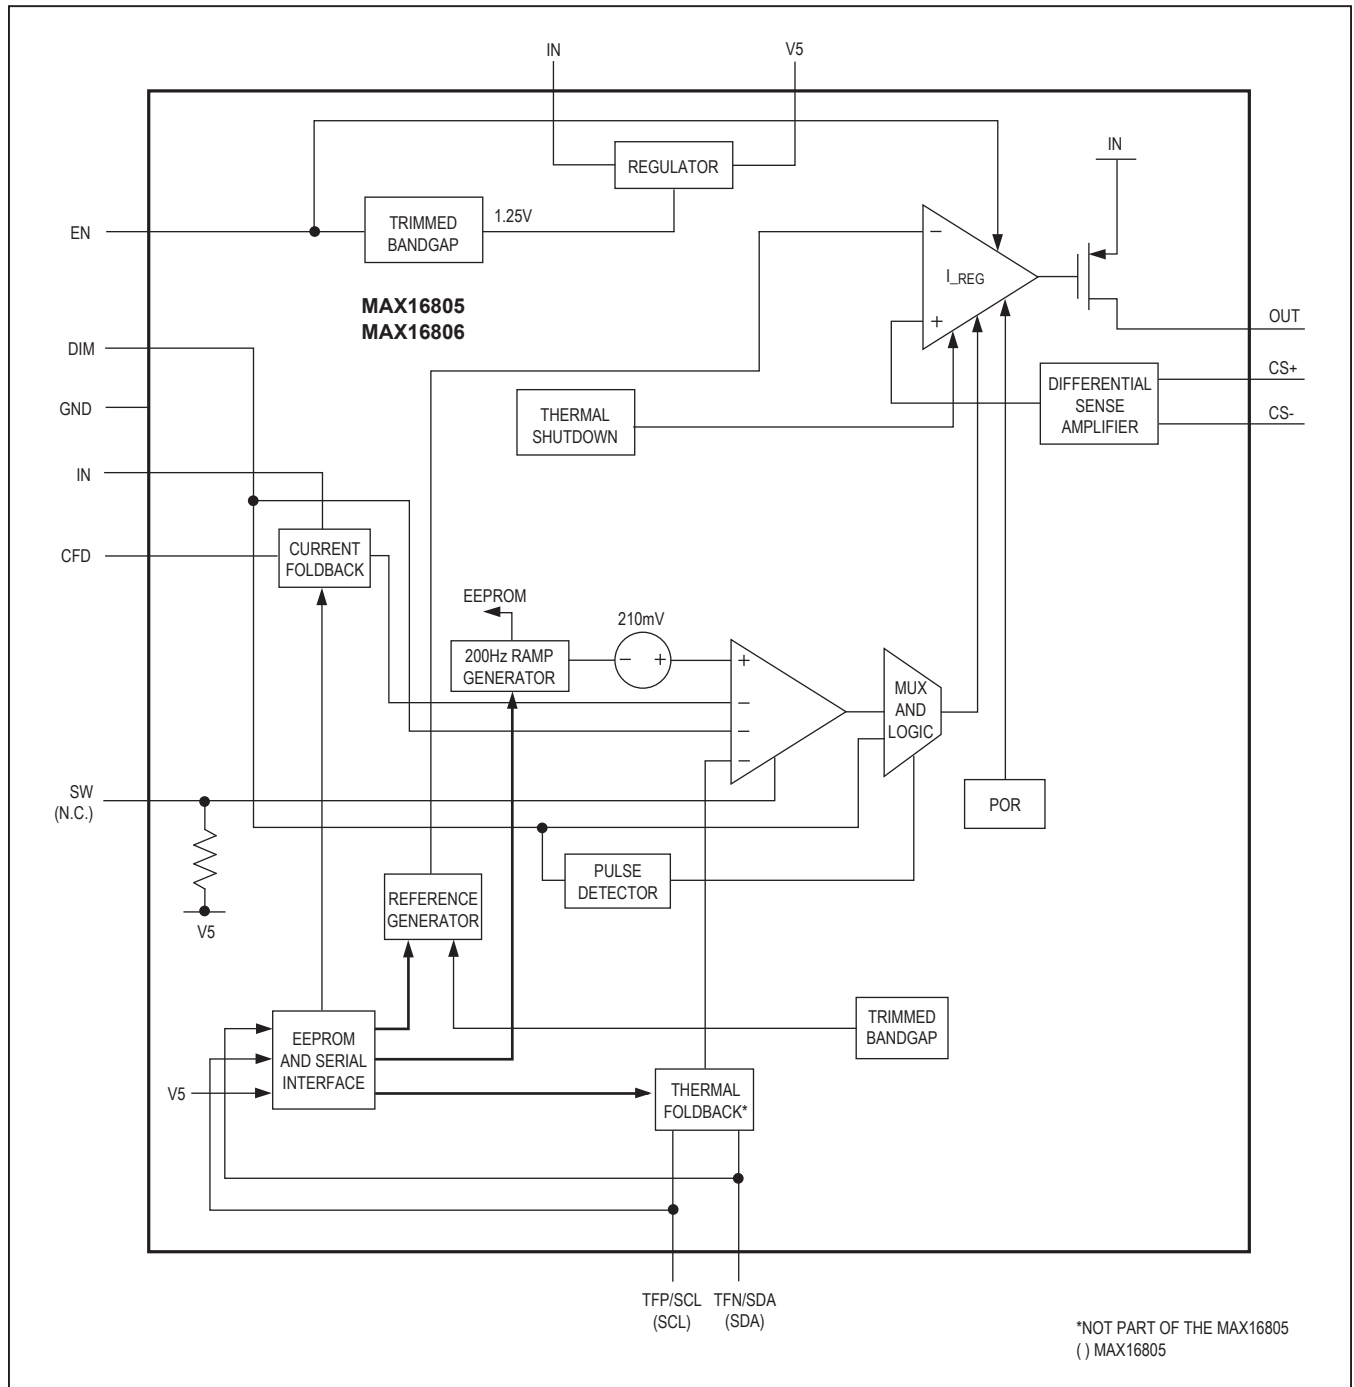 IN
V5
IN
REGULATOR
EN
TRIMMED
BANDGAP
1.25V
−
I_REG
+
MAX16805
MAX16806
OUT
DIM
CS+
DIFFERENTIAL
SENSE
AMPLIFIER
CS-
GND
THERMAL
SHUTDOWN
IN
CFD
CURRENT
FOLDBACK
EEPROM
210mV
200Hz RAMP
GENERATOR
− +
+
−
−
−
MUX
AND
LOGIC
SW
(N.C.)
POR
PULSE
DETECTOR
V5
REFERENCE
GENERATOR
TRIMMED
BANDGAP
EEPROM
AND SERIAL
INTERFACE
V5
THERMAL
FOLDBACK*
TFP/SCL
(SCL)
TFN/SDA
(SDA)
*NOT PART OF THE MAX16805
( ) MAX16805